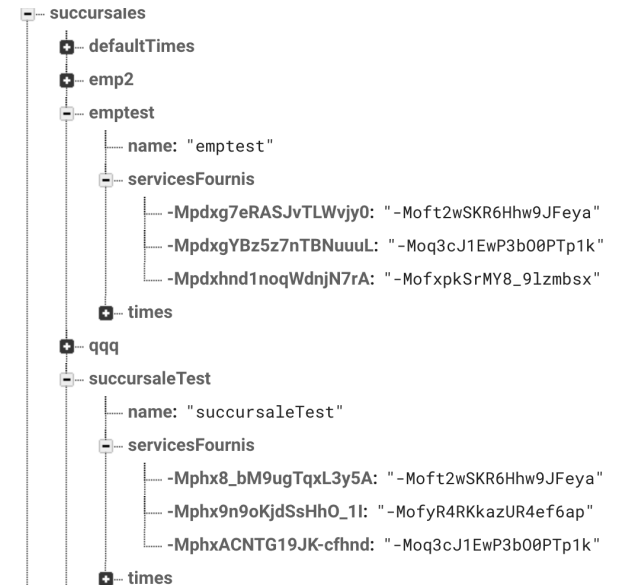 succursales
defaultTimes
emp2
emptest
name: "emptest"
servicesFournis
-Mpdxg7eRASJvTLWvjy0: "-Moft2wSKR6Hhw9JFeya"
-MpdxgYBz5z7nTBNuuuL: "-Moq3cJ1EwP3bO0PTp1k"
-Mpdxhnd1noqWdnjN7rA: "-MofxpkSrMY8_9lzmbsx"
times
qqq
succursaleTest
name: "succursaleTest"
servicesFournis
-Mphx8_bM9ugTqxL3y5A: "-Moft2wSKR6Hhw9JFeya"
-Mphx9n9oKjdSsHhO_1I: "-MofyR4RKkazUR4ef6ap"
-MphxACNTG19JK-cfhnd: "-Moq3cJ1EwP3bO0PTp1k"
times